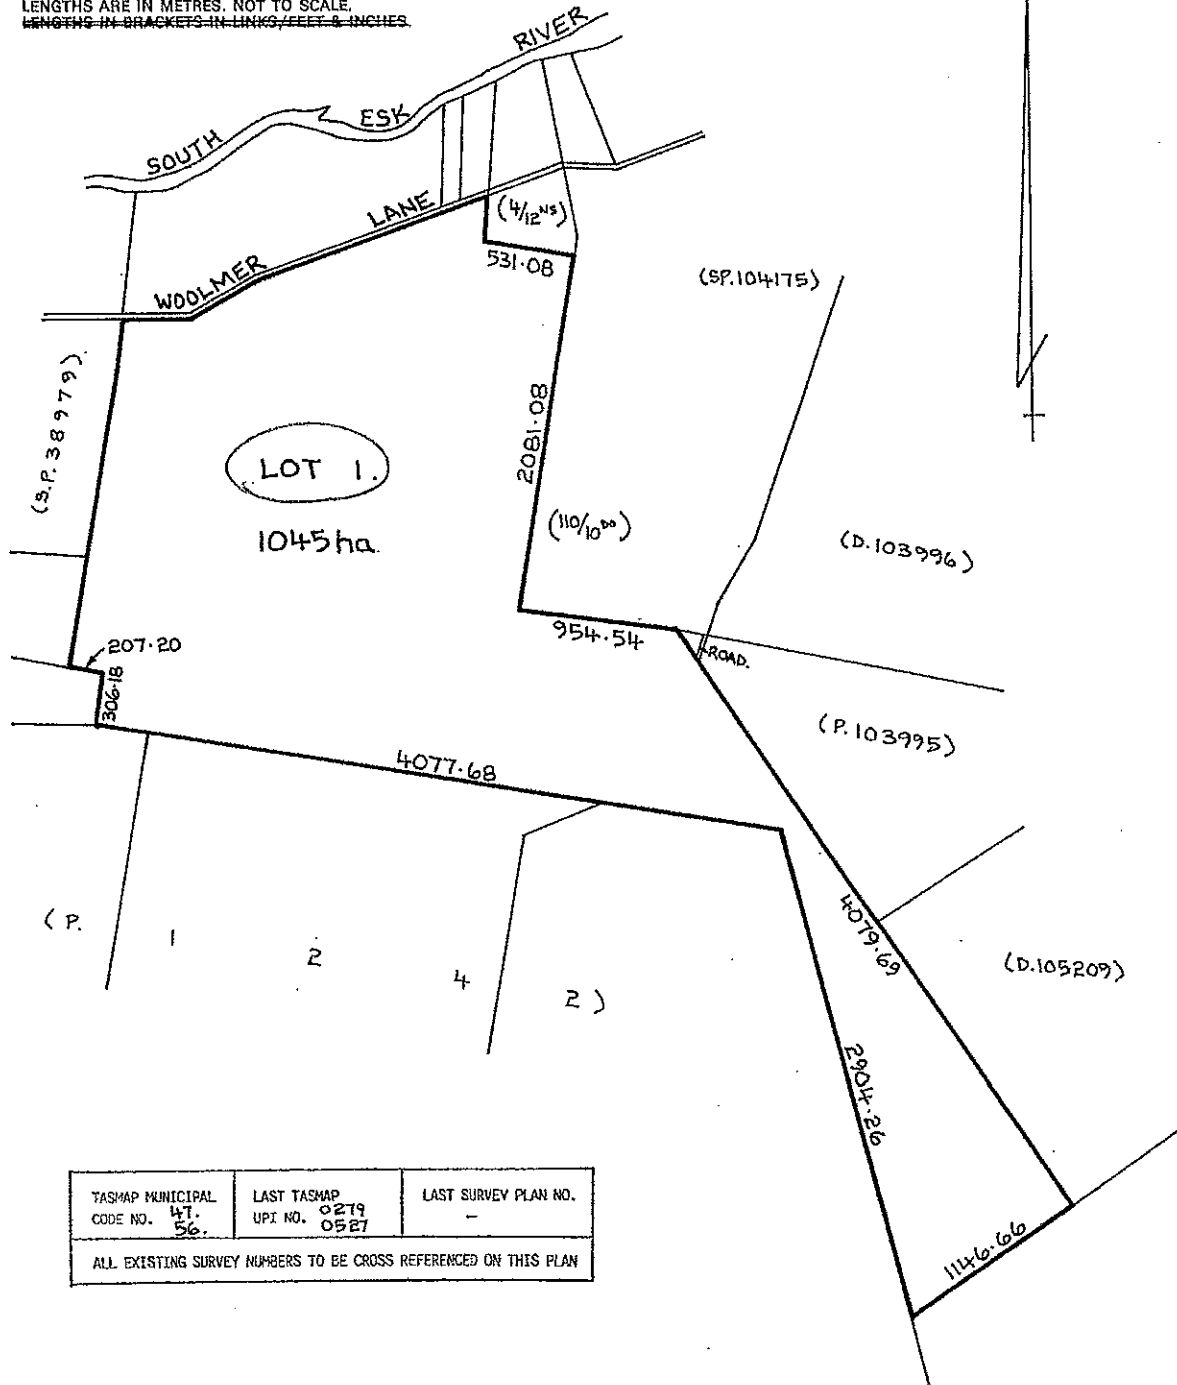 LENGTHS ARE IN METRES. NOT TO SCALE.
LENGTHS IN BRACKETS IN LINKS/FEET & INCHES.
RIVER
ESK
SOUTH
LANE
(4/12NS)
531.08
WOOLMER
(SP.104175)
(S.P. 38979).
2081.08
LOT 1.
1045ha.
(110/10DO)
(D.103996)
954.54
207.20
ROAD.
306.18
(P.103995)
4077.68
(P. 1 2 4 2)
4079.69
(D.105209)
2904.26
1146.66
TASMAP MUNICIPAL CODE NO. 47. 56.
LAST TASMAP UPI NO. 0279 0527
LAST SURVEY PLAN NO. -
ALL EXISTING SURVEY NUMBERS TO BE CROSS REFERENCED ON THIS PLAN